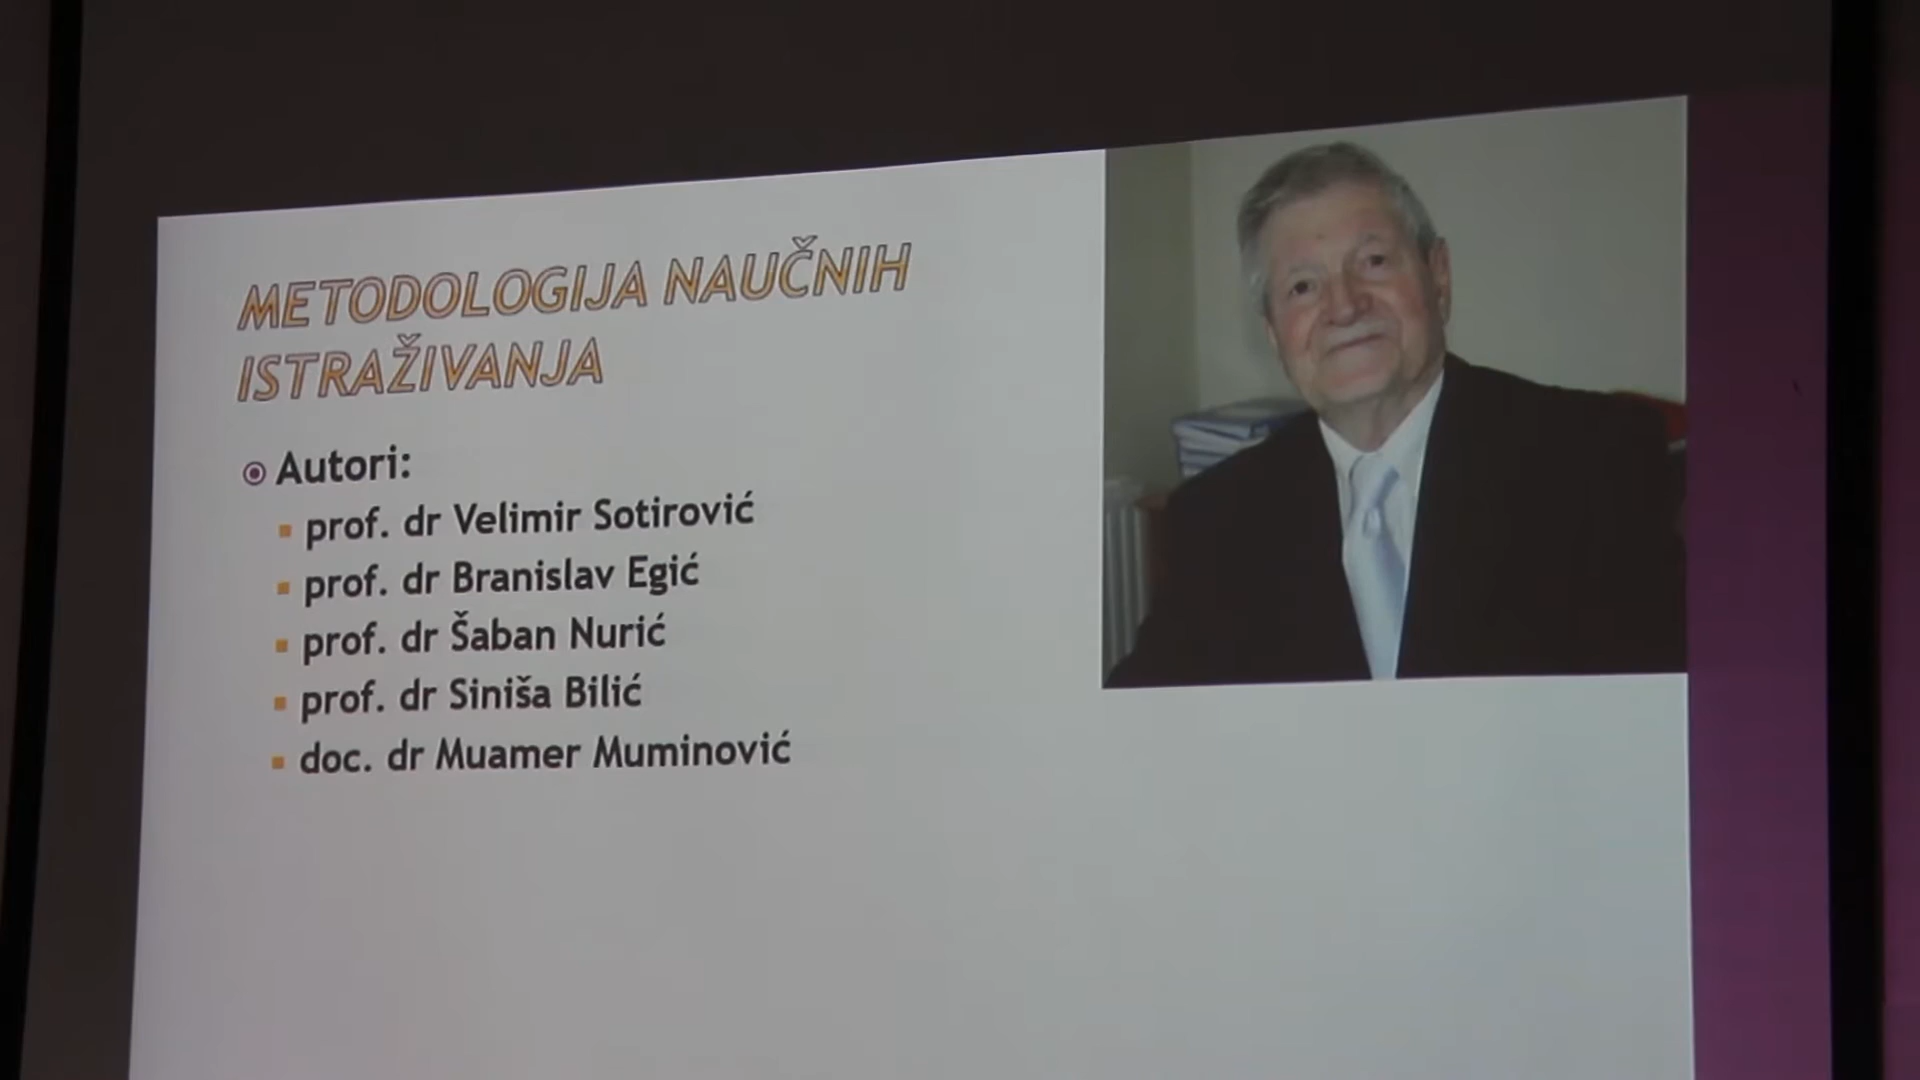 METODOLOGIJA NAUČNIH
ISTRAŽIVANJA
Autori:
prof. dr Velimir Sotirović
prof. dr Branislav Egić
prof. dr Šaban Nurić
prof. dr Siniša Bilić
doc. dr Muamer Muminović